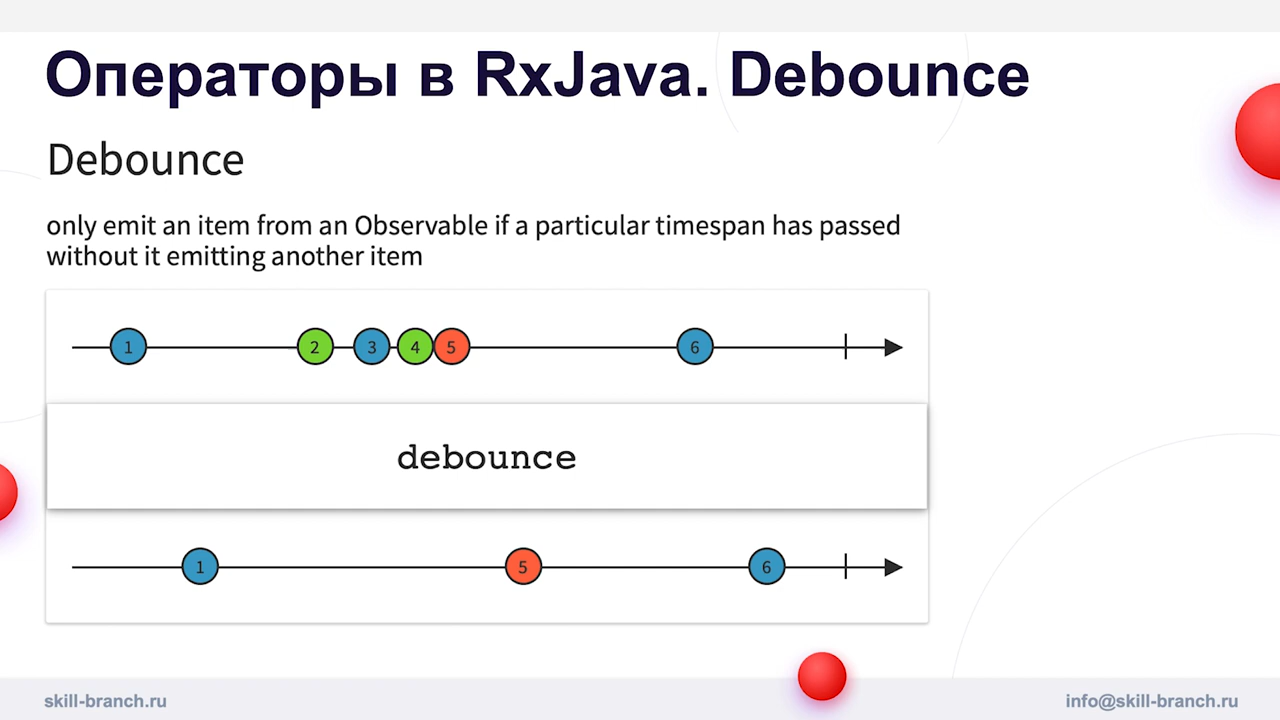 Операторы в RxJava. Debounce
Debounce
only emit an item from an Observable if a particular timespan has passed
without it emitting another item
1 2 3 4 5 6
debounce
1 5 6
skill-branch.ru info@skill-branch.ru